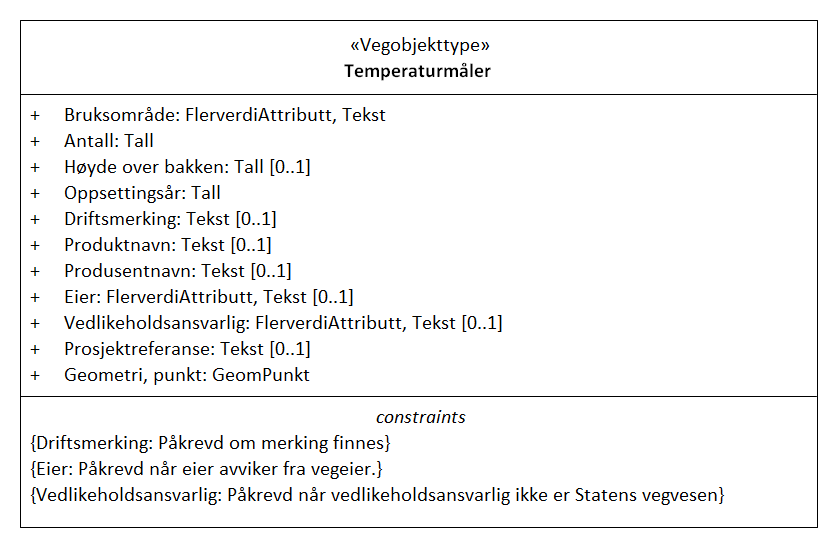 «Vegobjekttype»
Temperaturmåler
+ Bruksområde: FlerverdiAttributt, Tekst
+ Antall: Tall
+ Høyde over bakken: Tall [0..1]
+ Oppsettingsår: Tall
+ Driftsmerking: Tekst [0..1]
+ Produktnavn: Tekst [0..1]
+ Produsentnavn: Tekst [0..1]
+ Eier: FlerverdiAttributt, Tekst [0..1]
+ Vedlikeholdsansvarlig: FlerverdiAttributt, Tekst [0..1]
+ Prosjektreferanse: Tekst [0..1]
+ Geometri, punkt: GeomPunkt
constraints
{Driftsmerking: Påkrevd om merking finnes}
{Eier: Påkrevd når eier avviker fra vegeier.}
{Vedlikeholdsansvarlig: Påkrevd når vedlikeholdsansvarlig ikke er Statens vegvesen}